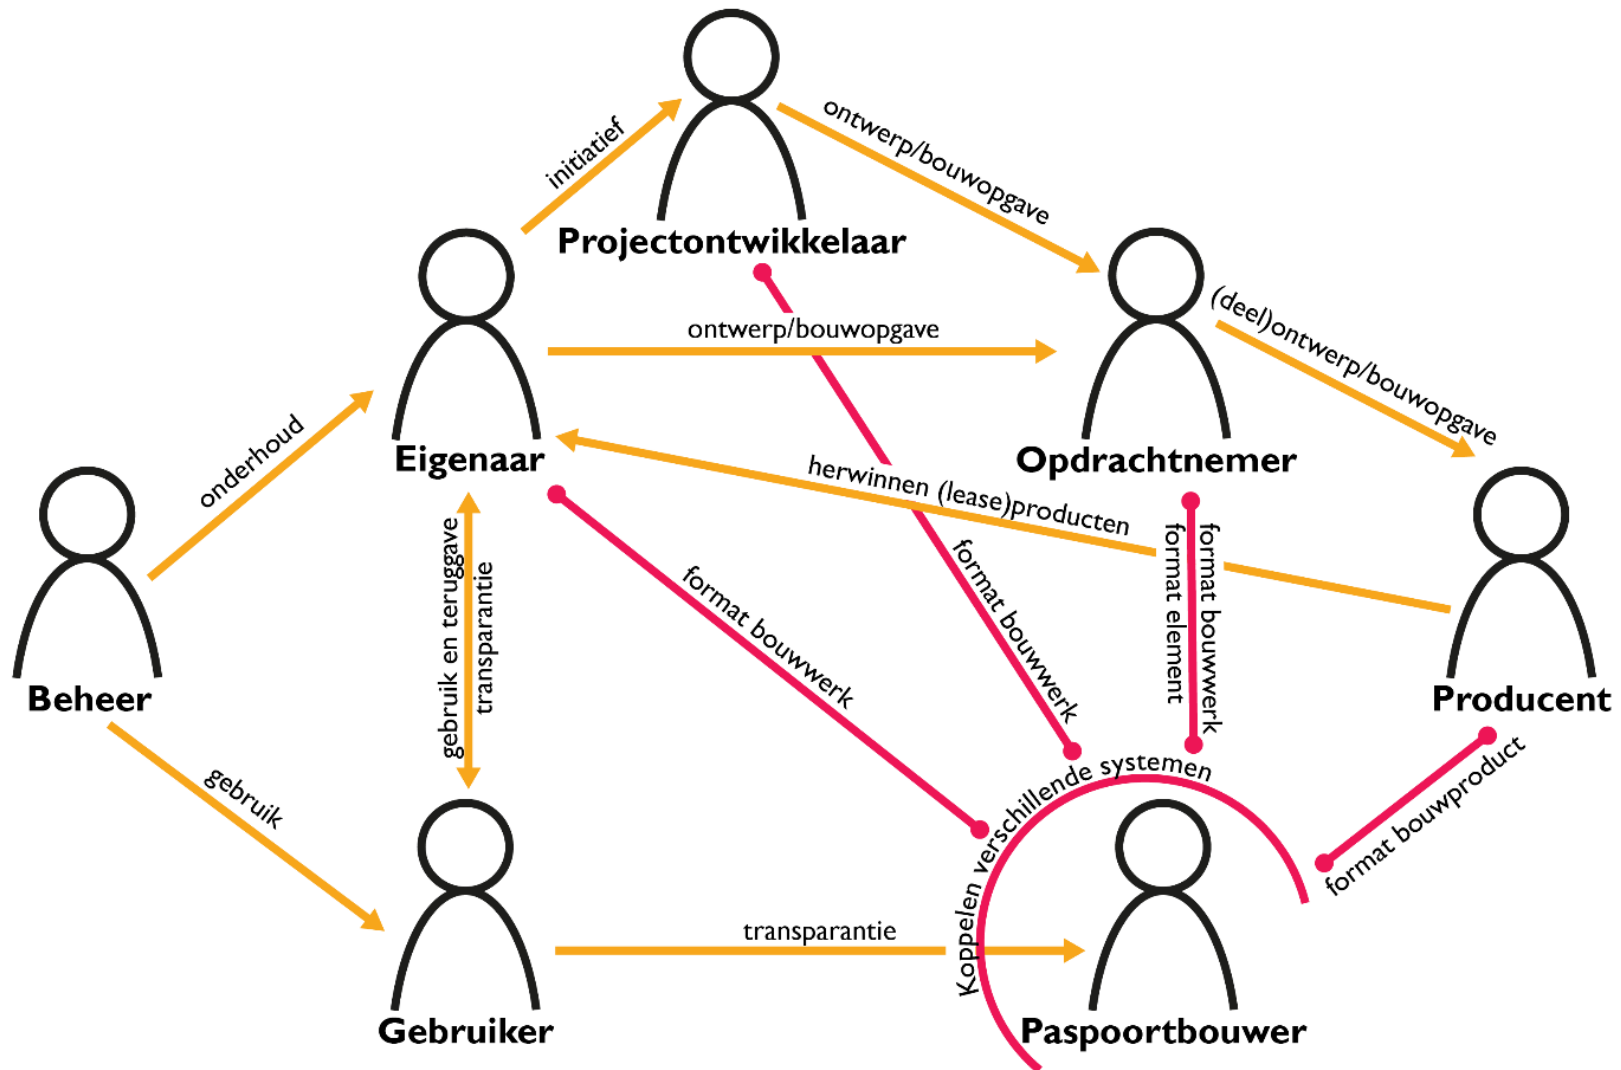 initiatief
ontwerp/bouwopgave
Projectontwikkelaar
ontwerp/bouwopgave
(deel)ontwerp/bouwopgave
onderhoud
Eigenaar
herwinnen (lease)producten
Opdrachtnemer
gebruik en teruggave
transparantie
format bouwwerk
format bouwwerk
format bouwwerk
format element
Beheer
Producent
gebruik
Koppelen verschillende systemen
format bouwproduct
transparantie
Gebruiker
Paspoortbouwer